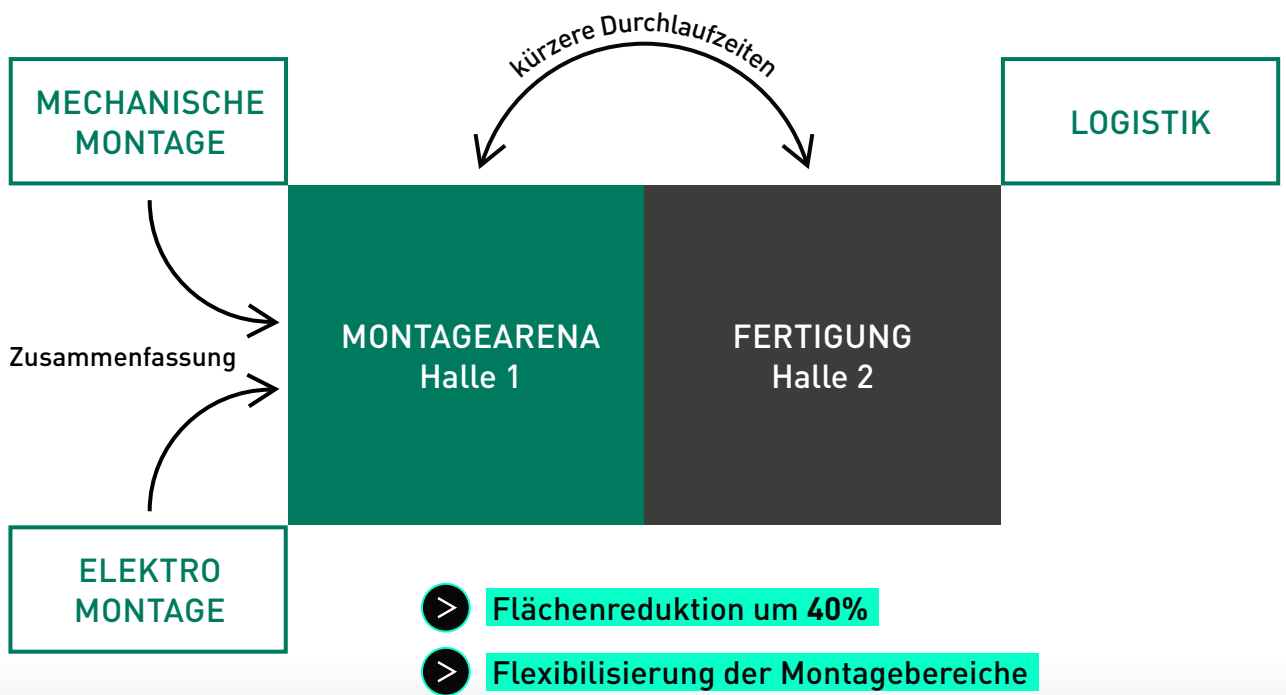 kürzere Durchlaufzeiten
MECHANISCHE
MONTAGE
LOGISTIK
MONTAGEARENA
Halle 1
FERTIGUNG
Halle 2
Zusammenfassung
ELEKTRO
MONTAGE
> Flächenreduktion um 40%
> Flexibilisierung der Montagebereiche